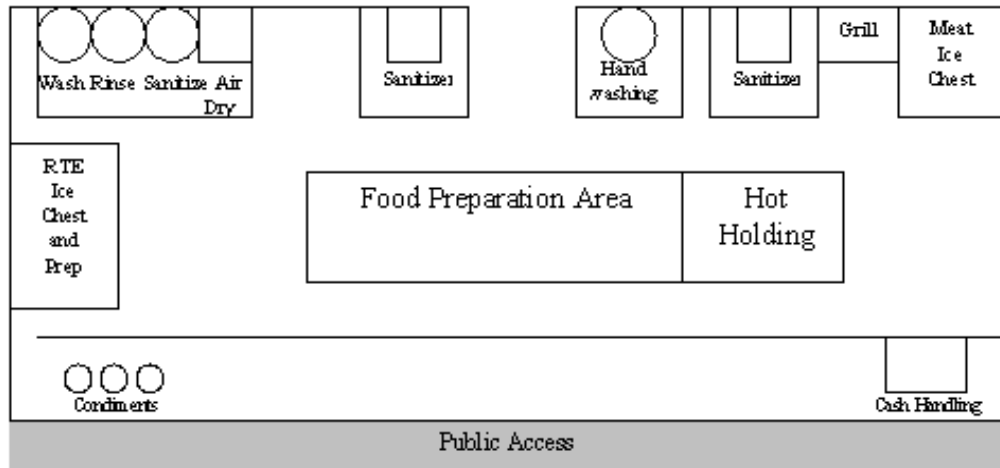 Wash Rinse Sanitize Air
Dry
Sanitizer
Hand
washing
Sanitizer
Grill
Meat
Ice
Chest
RTE
Ice
Chest
and
Prep
Food Preparation Area
Hot
Holding
Condiments
Cash Handling
Public Access